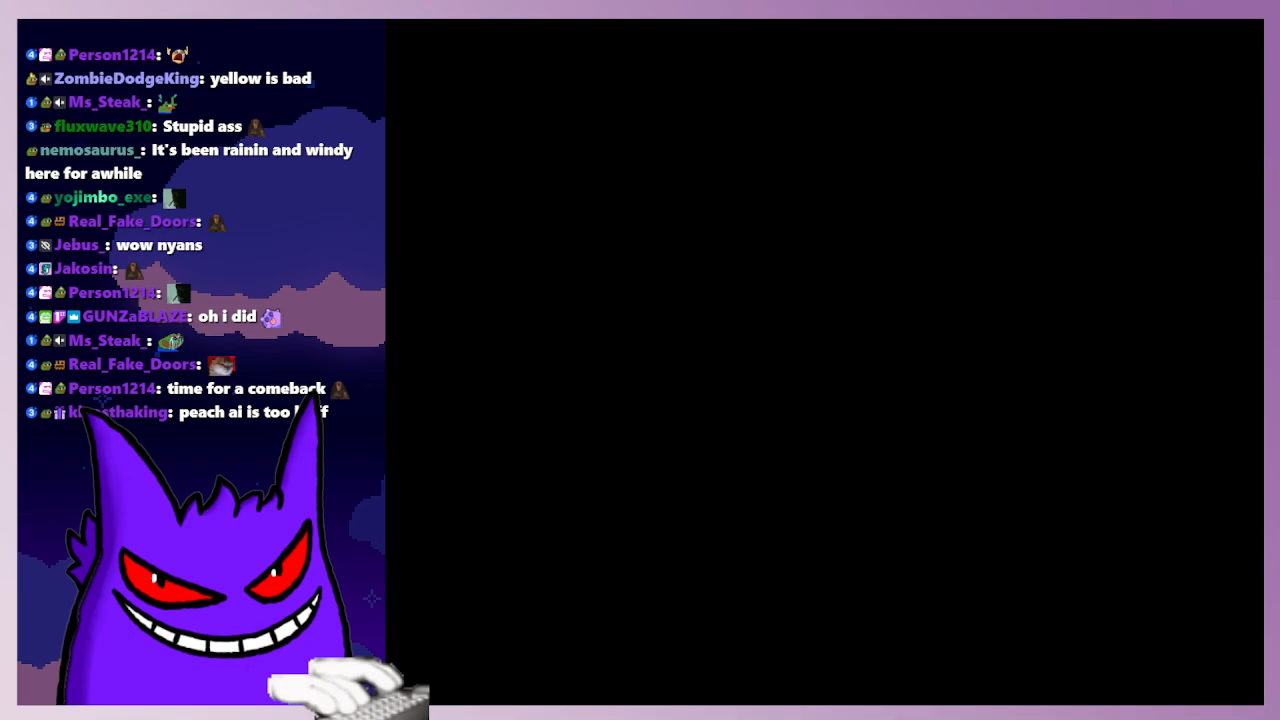 Person1214:
ZombieDodgeKing: yellow is bad
Ms_Steak_:
fluxwave310: Stupid ass
nemosaurus_: It's been rainin and windy
here for awhile
yojimbo_exe:
Real_Fake_Doors:
Jebus_: wow nyans
Jakosin:
Person1214:
GUNZaBLAZE: oh i did
Ms_Steak_:
Real_Fake_Doors:
Person1214: time for a comeback
peach ai is too